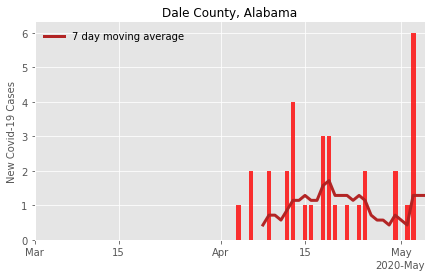 Dale County, Alabama
7 day moving average
New Covid-19 Cases
6
5
4
3
2
1
0
Mar 15 Apr 15 May
2020-May